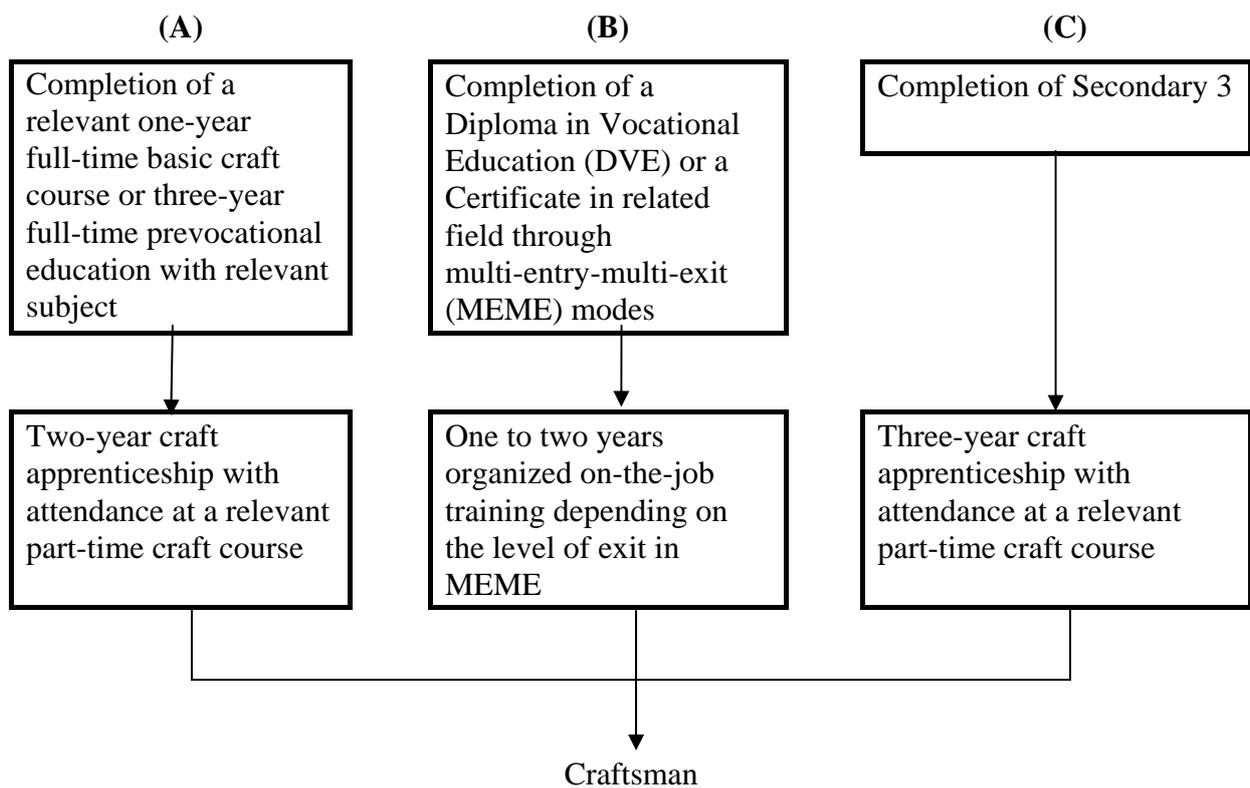 (A)
Completion of a
relevant one-year
full-time basic craft
course or three-year
full-time prevocational
education with relevant
subject
Two-year craft
apprenticeship with
attendance at a relevant
part-time craft course
(B)
Completion of a
Diploma in Vocational
Education (DVE) or a
Certificate in related
field through
multi-entry-multi-exit
(MEME) modes
One to two years
organized on-the-job
training depending on
the level of exit in
MEME
(C)
Completion of Secondary 3
Three-year craft
apprenticeship with
attendance at a relevant
part-time craft course
Craftsman